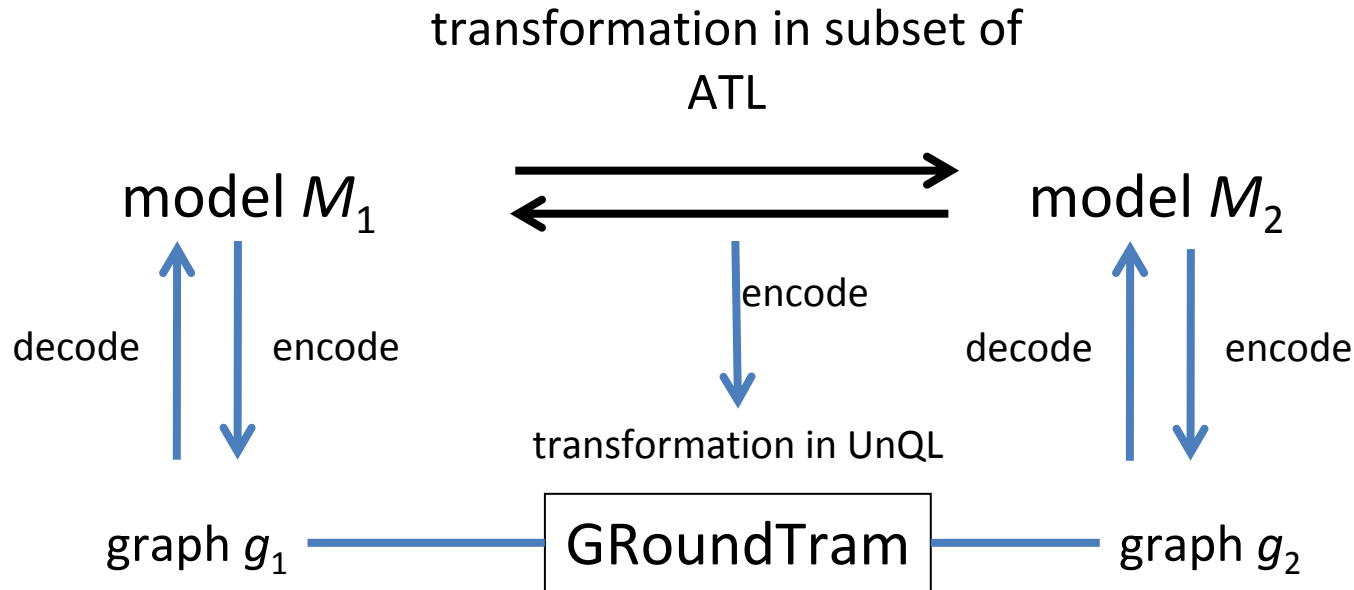 transformation in subset of
ATL
model M₁
model M₂
encode
decode
encode
decode
encode
transformation in UnQL
graph g₁
GRoundTram
graph g₂